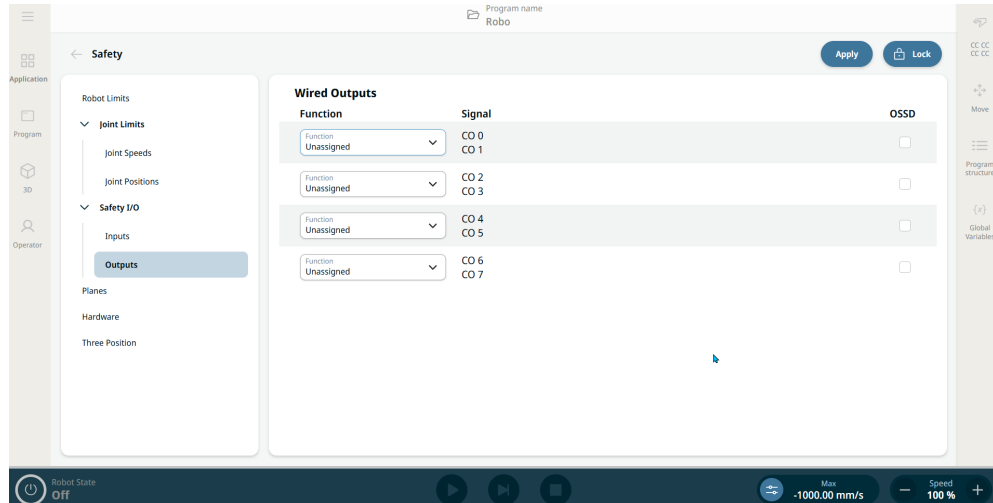 Program name
Robo
Safety
Apply
Lock
Application
Program
3D
Operator
Robot Limits
Joint Limits
Joint Speeds
Joint Positions
Safety I/O
Inputs
Outputs
Planes
Hardware
Three Position
Wired Outputs
Function Signal OSSD
Function
Unassigned
CO 0
CO 1
Function
Unassigned
CO 2
CO 3
Function
Unassigned
CO 4
CO 5
Function
Unassigned
CO 6
CO 7
CC CC
CC CC
Move
Program
structure
{x}
Global
Variables
Robot State
Off
Max
-1000.00 mm/s
Speed
100 %